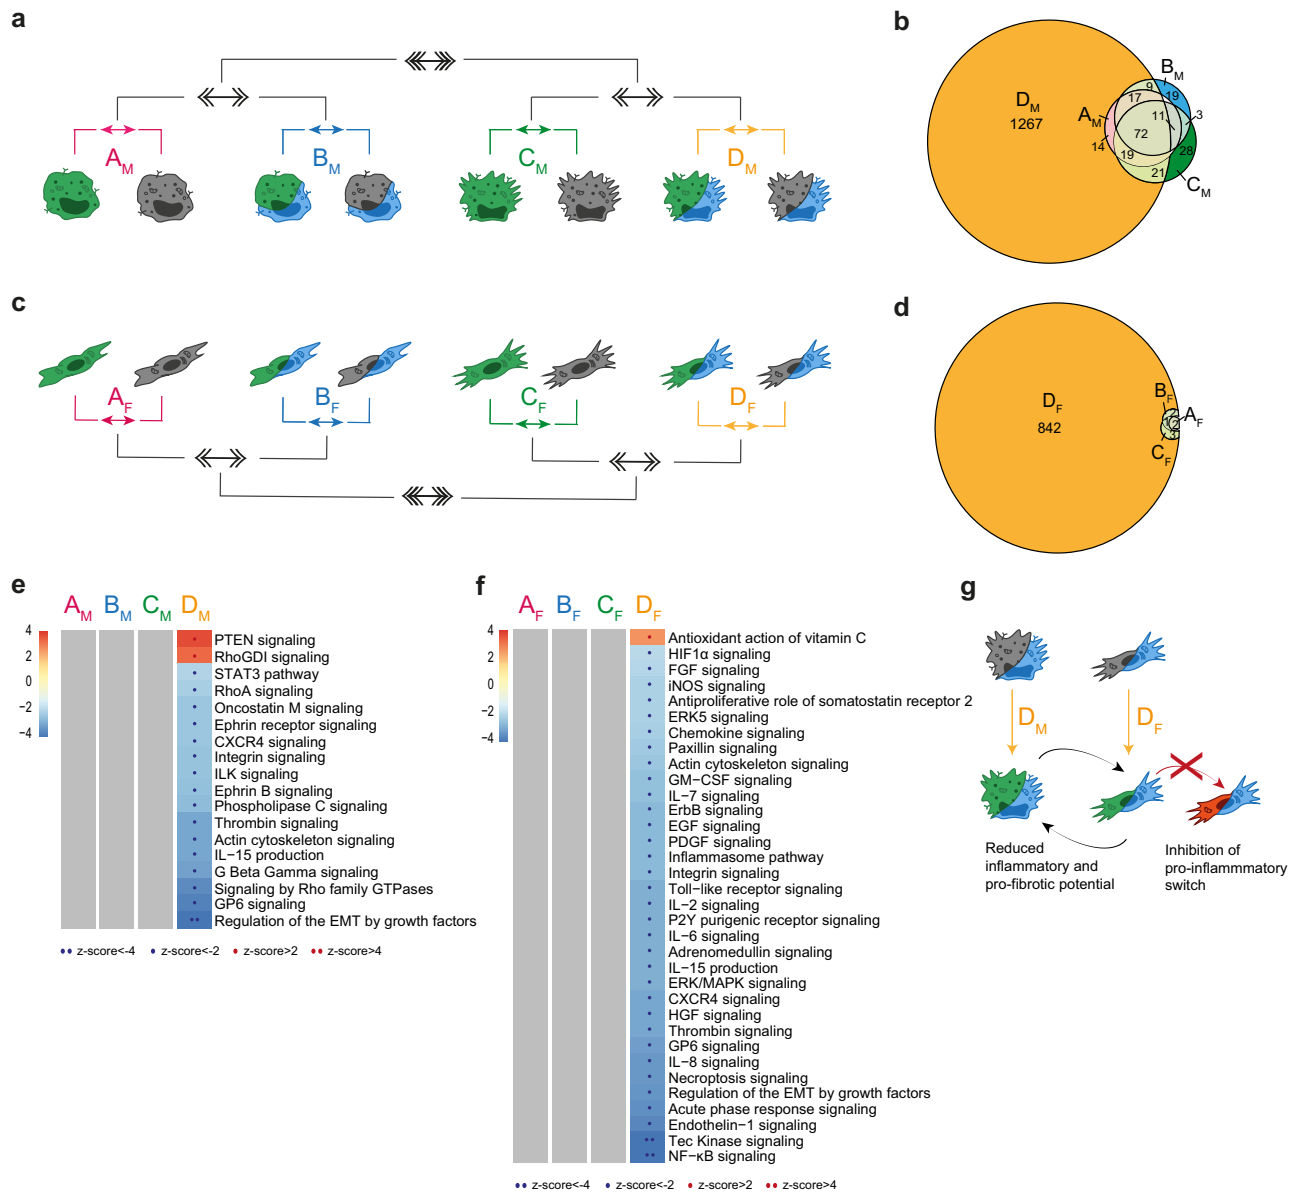 a
A_M
B_M
C_M
D_M
b
D_M
1267
B_M
A_M
C_M
9
17
19
11
3
72
14
19
28
21
c
A_F
B_F
C_F
D_F
d
D_F
842
B_F
A_F
C_F
1
2
3
e
A_M B_M C_M D_M
4
2
0
−2
−4
PTEN signaling
RhoGDI signaling
STAT3 pathway
RhoA signaling
Oncostatin M signaling
Ephrin receptor signaling
CXCR4 signaling
Integrin signaling
ILK signaling
Ephrin B signaling
Phospholipase C signaling
Thrombin signaling
Actin cytoskeleton signaling
IL−15 production
G Beta Gamma signaling
Signaling by Rho family GTPases
GP6 signaling
Regulation of the EMT by growth factors
•• z-score<-4 • z-score<-2 • z-score>2 •• z-score>4
f
A_F B_F C_F D_F
4
2
0
−2
−4
Antioxidant action of vitamin C
HIF1α signaling
FGF signaling
iNOS signaling
Antiproliferative role of somatostatin receptor 2
ERK5 signaling
Chemokine signaling
Paxillin signaling
Actin cytoskeleton signaling
GM−CSF signaling
IL−7 signaling
ErbB signaling
EGF signaling
PDGF signaling
Inflammasome pathway
Integrin signaling
Toll−like receptor signaling
IL−2 signaling
P2Y purigenic receptor signaling
IL−6 signaling
Adrenomedullin signaling
IL−15 production
ERK/MAPK signaling
CXCR4 signaling
HGF signaling
Thrombin signaling
GP6 signaling
IL−8 signaling
Necroptosis signaling
Regulation of the EMT by growth factors
Acute phase response signaling
Endothelin−1 signaling
Tec Kinase signaling
NF−κB signaling
•• z-score<-4 • z-score<-2 • z-score>2 •• z-score>4
g
D_M
D_F
Reduced
inflammatory and
pro-fibrotic potential
Inhibition of
pro-inflammmatory
switch